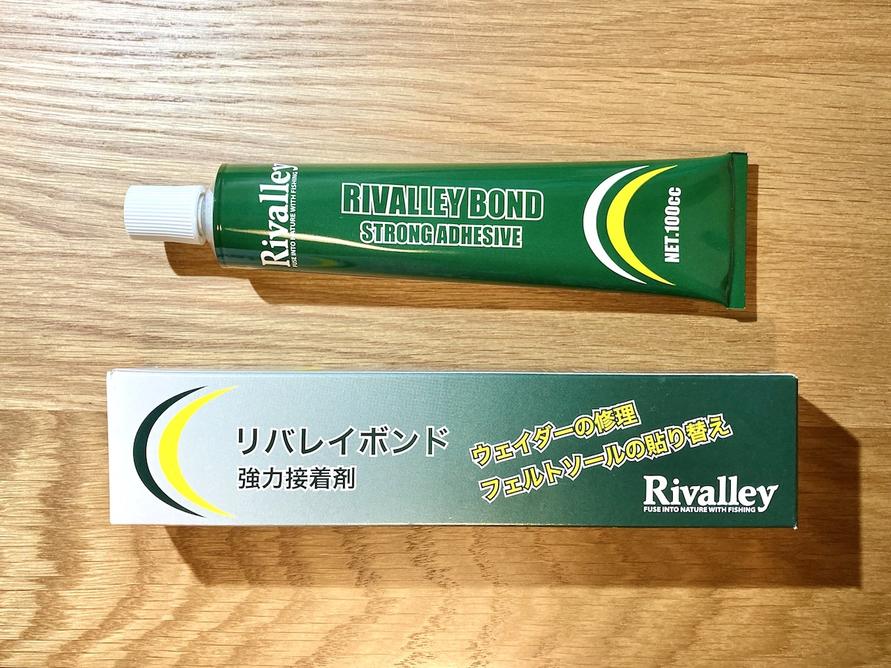 Rivalley
FUSE INTO NATURE WITH FISHING
RIVALLEY BOND
STRONG ADHESIVE
NET.100cc
リバレイボンド
強力接着剤
ウェイダーの修理
フェルトソールの貼り替え
Rivalley
FUSE INTO NATURE WITH FISHING